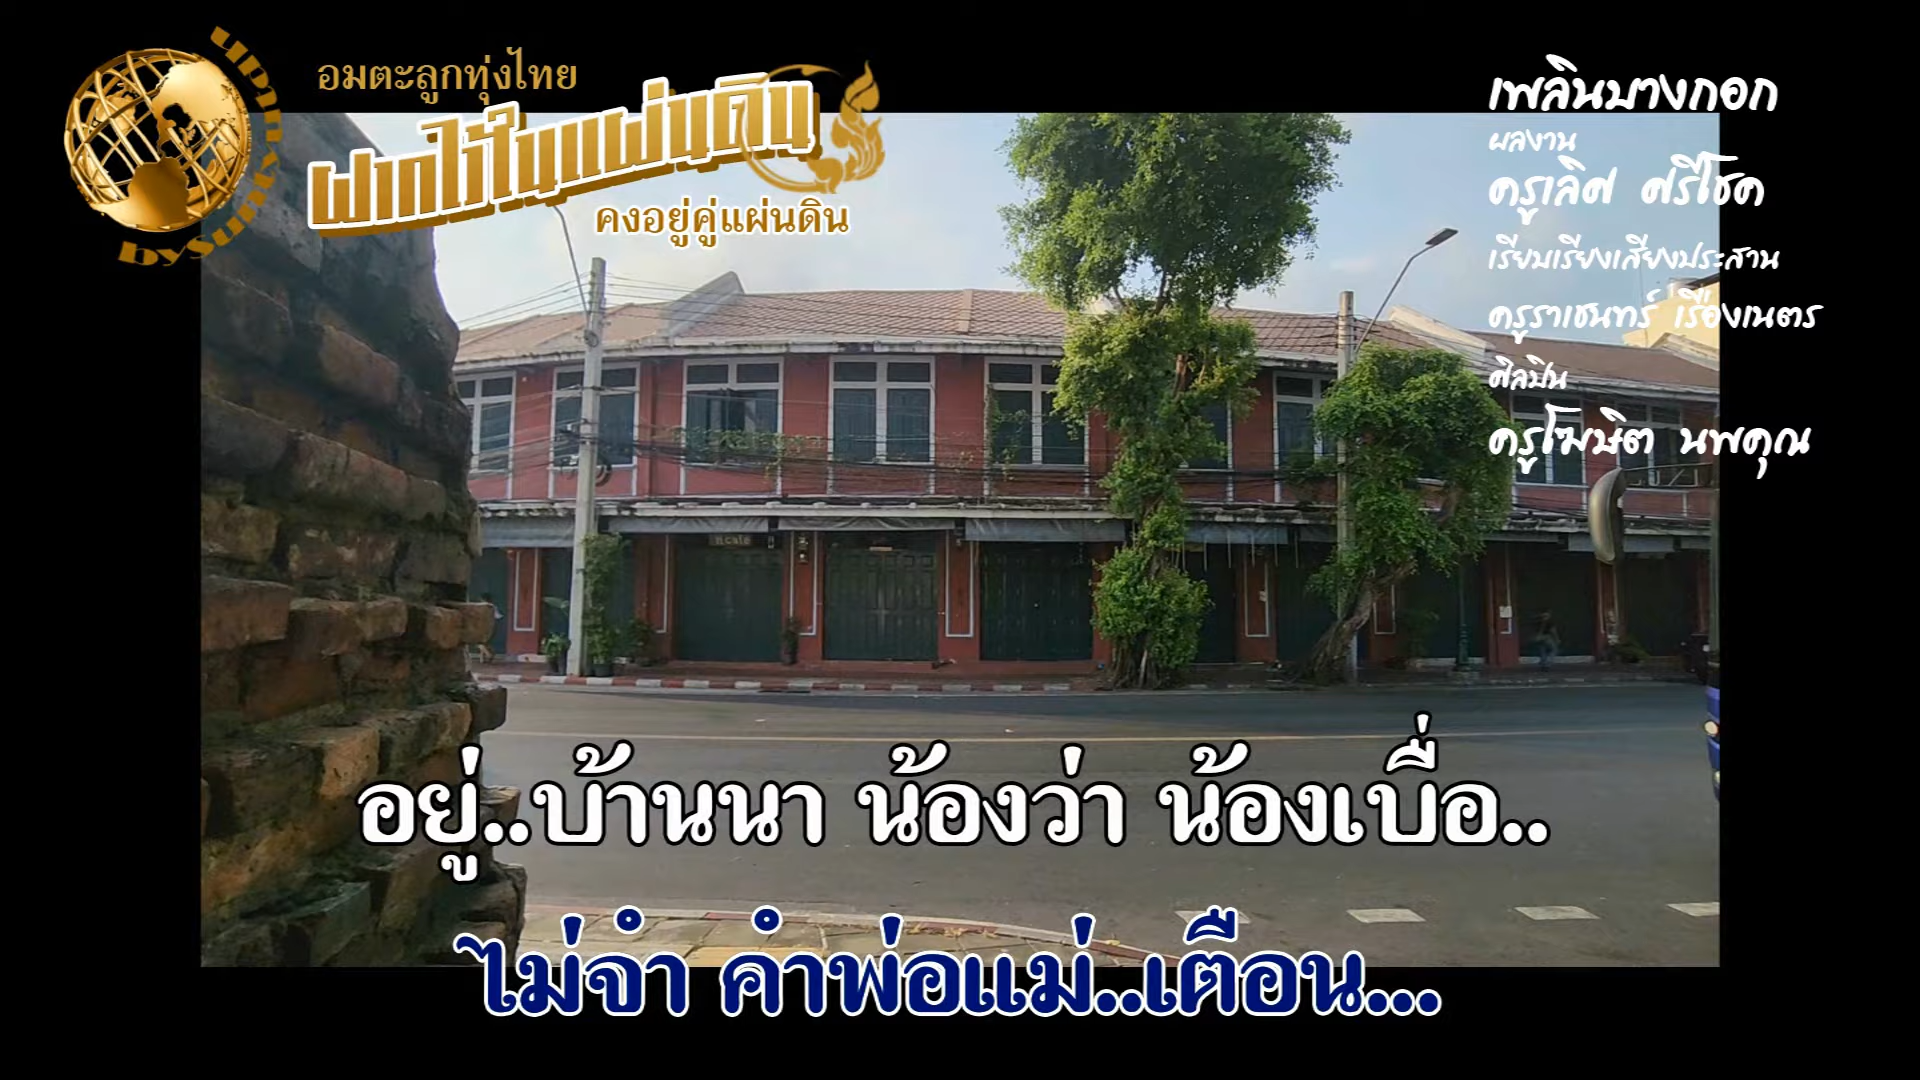 อมตะลูกทุ่งไทย
ฝากไว้ในแผ่นดิน
คงอยู่คู่แผ่นดิน
เพลินบางกอก
ผลงาน
ครูเลิศ ศรีโชค
เรียบเรียงเสียงประสาน
ครูราเชนทร์ เรืองเนตร
ศิลปิน
ครูโฆษิต นพคุณ
อยู่..บ้านนา น้องว่า น้องเบื่อ..
ไม่จำ คำพ่อแม่..เตือน...